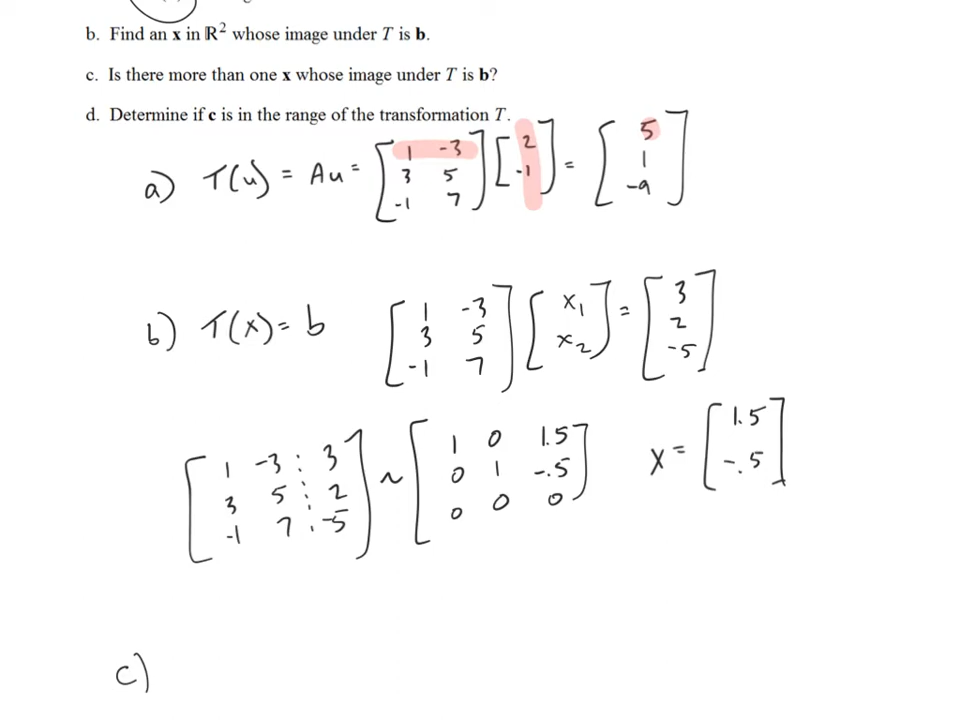 b. Find an x in ℝ² whose image under T is b.
c. Is there more than one x whose image under T is b?
d. Determine if c is in the range of the transformation T.
a) T(u) = Au = [1 -3; 3 5; -1 7] [2; -1] = [5; 1; -9]
b) T(x) = b [1 -3; 3 5; -1 7] [x₁; x₂] = [3; 2; -5]
[1 -3 ⋮ 3; 3 5 ⋮ 2; -1 7 ⋮ -5] ~ [1 0 1.5; 0 1 -.5; 0 0 0] x = [1.5; -.5]
c)